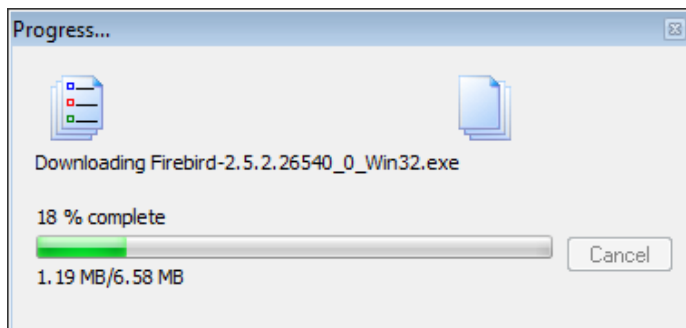 Progress...
Downloading Firebird-2.5.2.26540_0_Win32.exe
18 % complete
Cancel
1.19 MB/6.58 MB